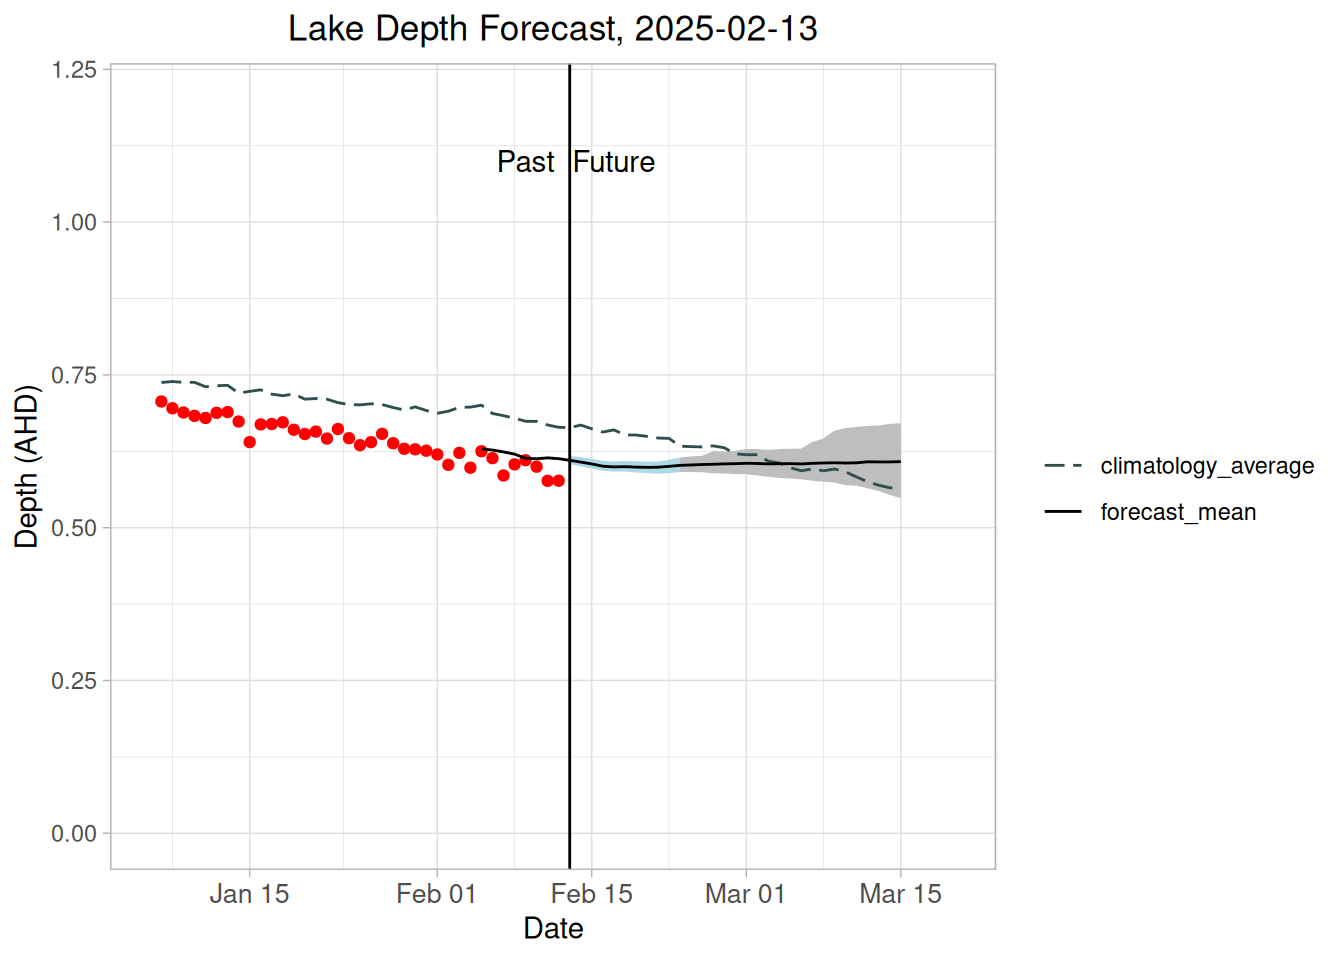 Lake Depth Forecast, 2025-02-13
1.25
Past Future
1.00
0.75
0.50
0.25
0.00
Depth (AHD)
Jan 15 Feb 01 Feb 15 Mar 01 Mar 15
Date
climatology_average
forecast_mean